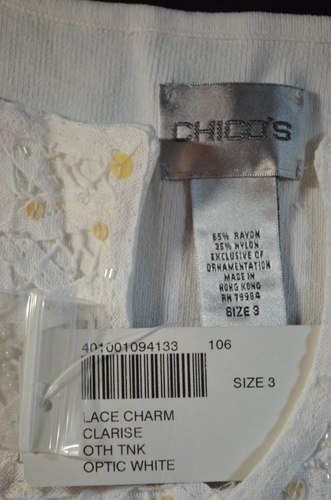 CHICO'S
65% RAYON
35% NYLON
EXCLUSIVE OF
ORNAMENTATION
MADE IN
HONG KONG
RN 79984
SIZE 3
401001094133 106
SIZE 3
LACE CHARM
CLARISE
OTH TNK
OPTIC WHITE